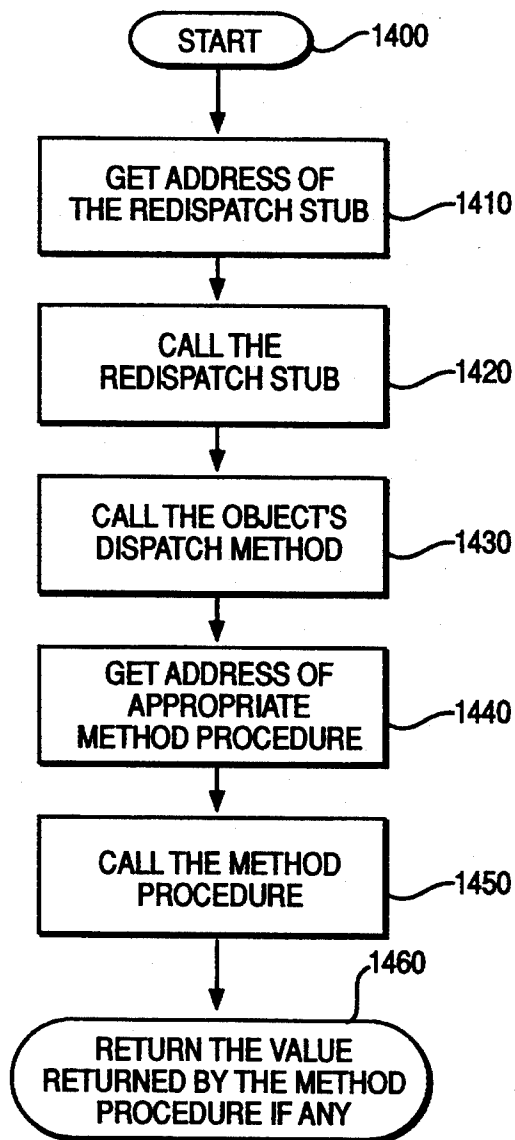 START
1400
GET ADDRESS OF
THE REDISPATCH STUB
1410
CALL THE
REDISPATCH STUB
1420
CALL THE OBJECT'S
DISPATCH METHOD
1430
GET ADDRESS OF
APPROPRIATE
METHOD PROCEDURE
1440
CALL THE METHOD
PROCEDURE
1450
1460
RETURN THE VALUE
RETURNED BY THE METHOD
PROCEDURE IF ANY